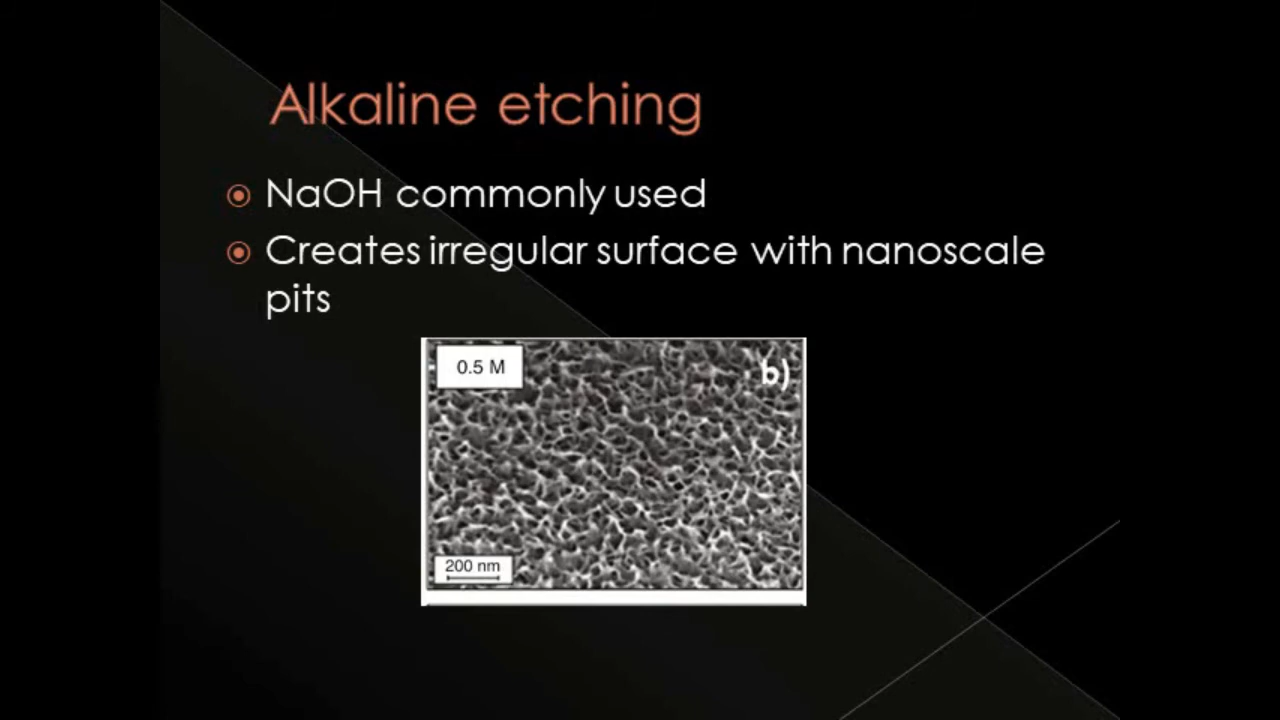 Alkaline etching
NaOH commonly used
Creates irregular surface with nanoscale
pits
0.5 M
b)
200 nm